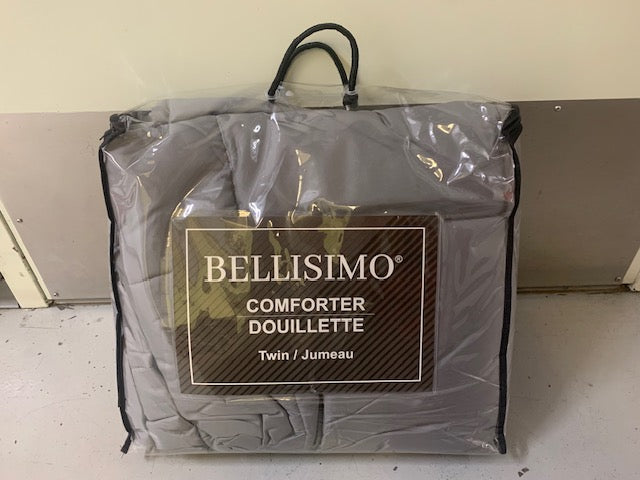 BELLISIMO®
COMFORTER
DOUILLETTE
Twin / Jumeau